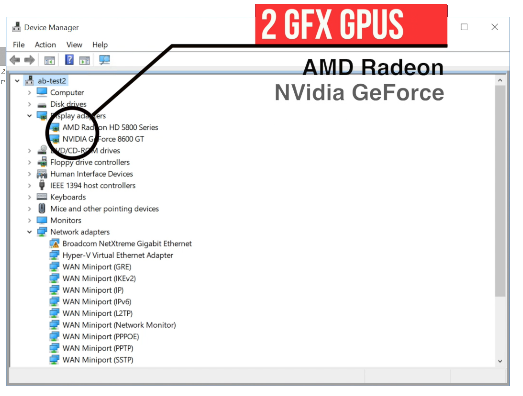 2 GFX GPUS
Device Manager
File Action View Help
AMD Radeon
NVidia GeForce
ab-test2
Computer
Disk drives
Display adapters
AMD Radeon HD 5800 Series
NVIDIA GeForce 8600 GT
DVD/CD-ROM drives
Floppy drive controllers
Human Interface Devices
IEEE 1394 host controllers
Keyboards
Mice and other pointing devices
Monitors
Network adapters
Broadcom NetXtreme Gigabit Ethernet
Hyper-V Virtual Ethernet Adapter
WAN Miniport (GRE)
WAN Miniport (IKEv2)
WAN Miniport (IP)
WAN Miniport (IPv6)
WAN Miniport (L2TP)
WAN Miniport (Network Monitor)
WAN Miniport (PPPOE)
WAN Miniport (PPTP)
WAN Miniport (SSTP)